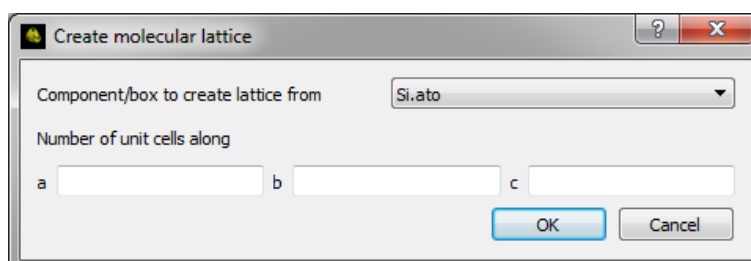 Create molecular lattice
?
Component/box to create lattice from Si.ato
Number of unit cells along
a b c
OK Cancel